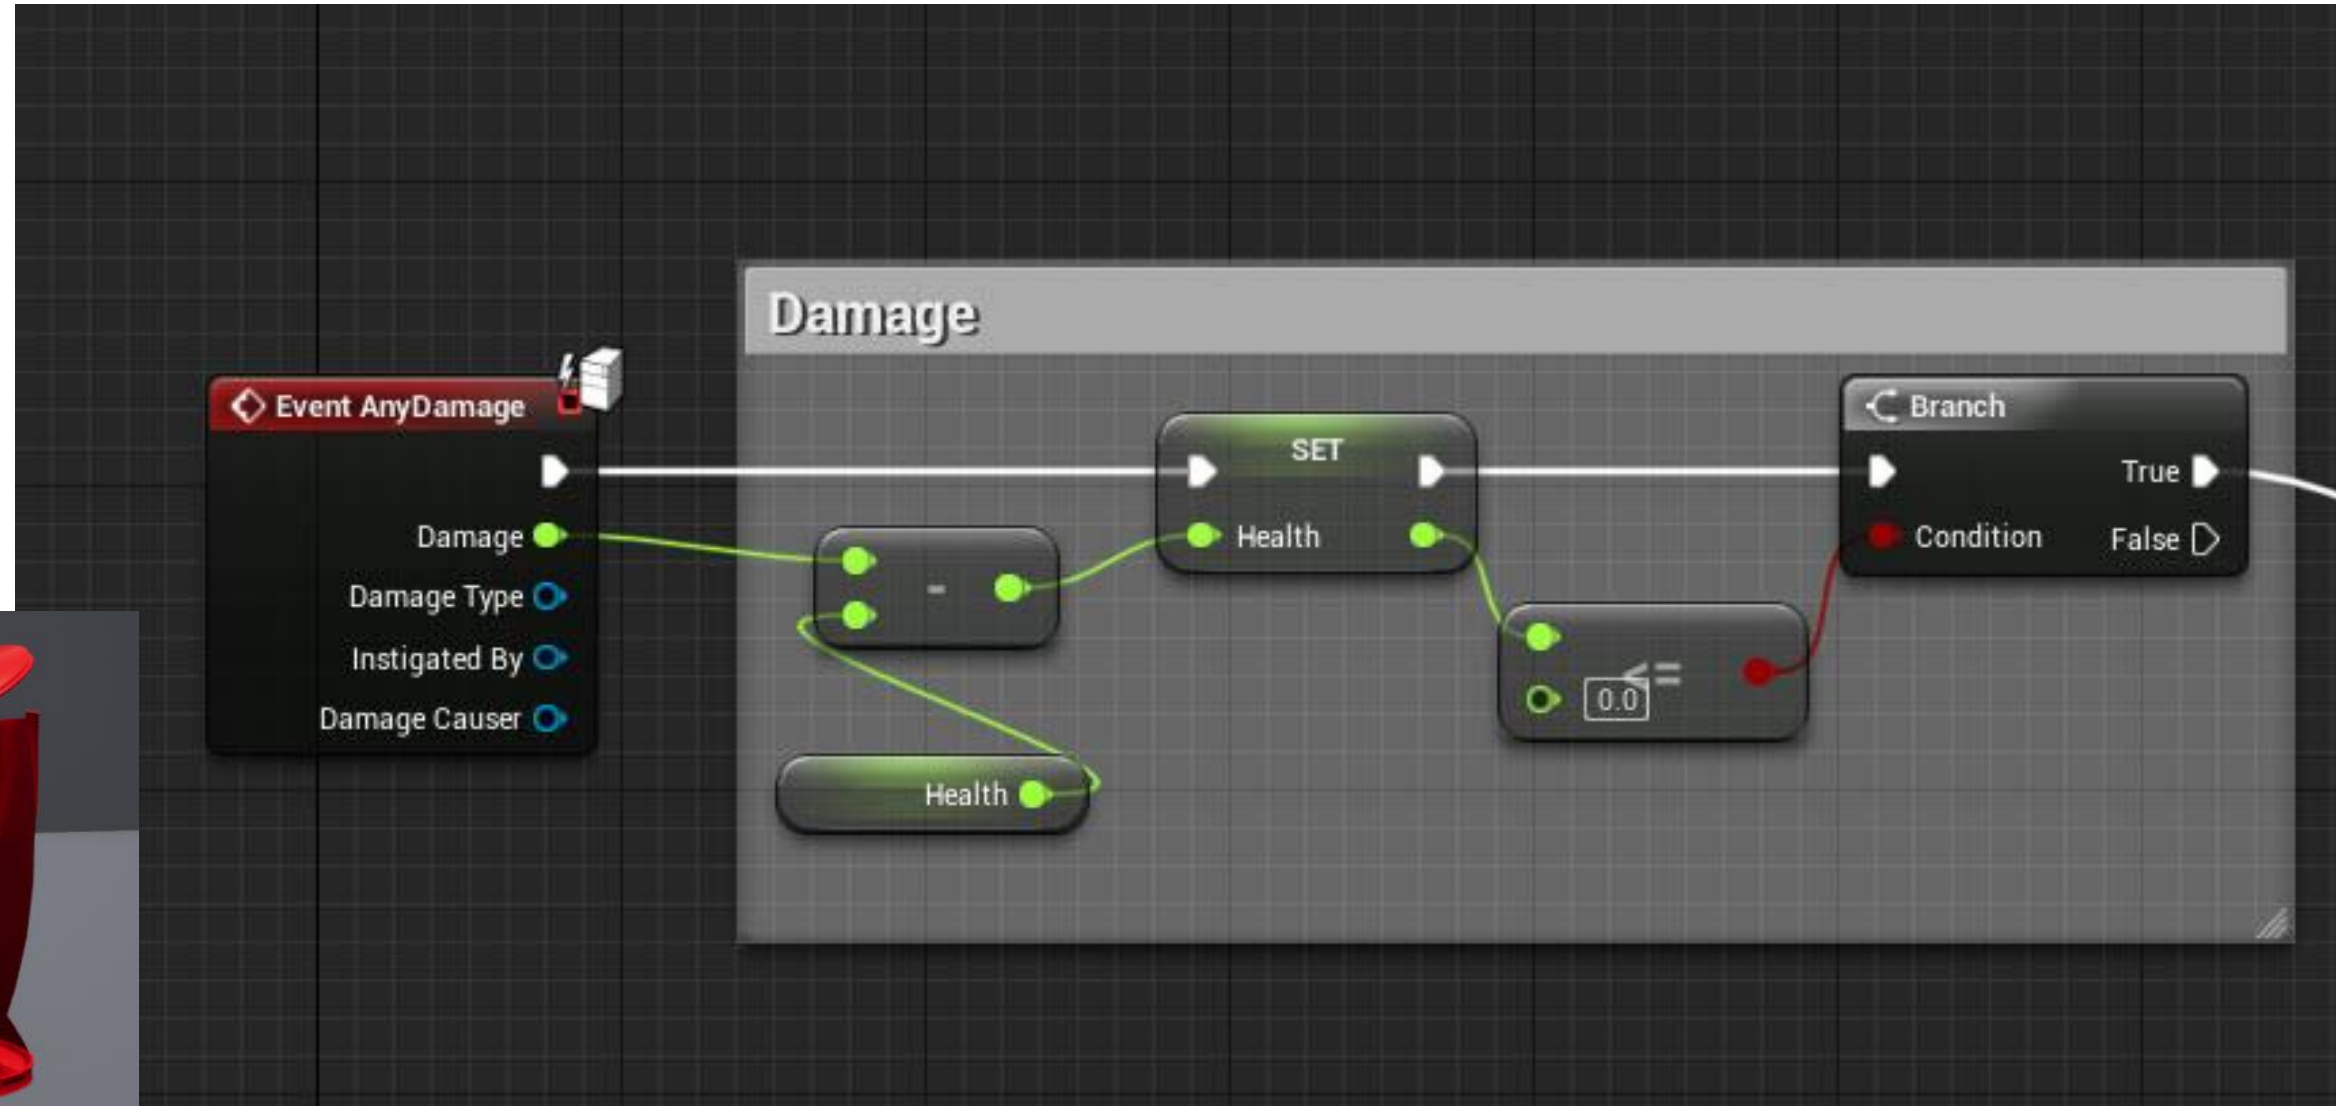 Damage
Event AnyDamage
Damage
Damage Type
Instigated By
Damage Causer
-
Health
SET
Health
<=
0.0
Branch
True
Condition
False